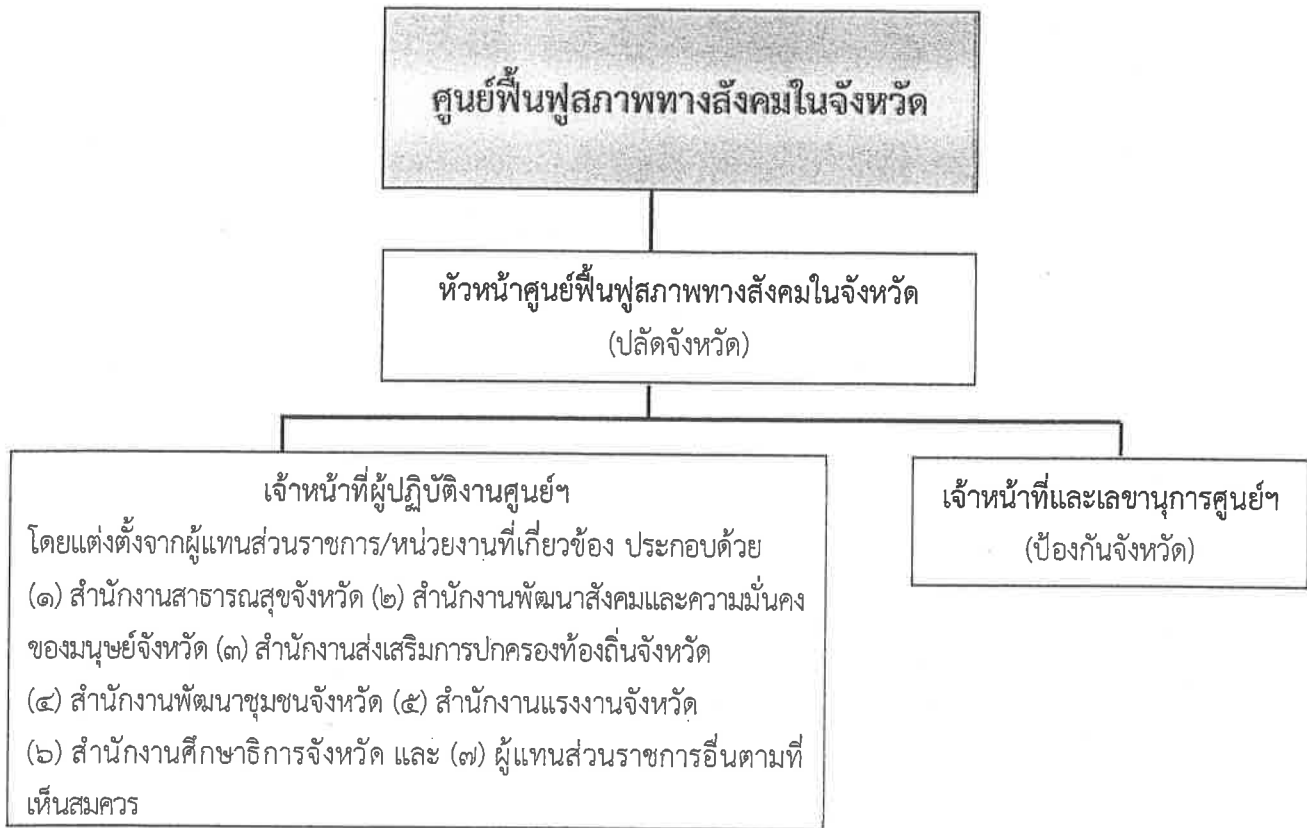 ศูนย์ฟื้นฟูสภาพทางสังคมในจังหวัด
หัวหน้าศูนย์ฟื้นฟูสภาพทางสังคมในจังหวัด
(ปลัดจังหวัด)
เจ้าหน้าที่ผู้ปฏิบัติงานศูนย์ฯ
โดยแต่งตั้งจากผู้แทนส่วนราชการ/หน่วยงานที่เกี่ยวข้อง ประกอบด้วย
(๑) สำนักงานสาธารณสุขจังหวัด (๒) สำนักงานพัฒนาสังคมและความมั่นคง
ของมนุษย์จังหวัด (๓) สำนักงานส่งเสริมการปกครองท้องถิ่นจังหวัด
(๔) สำนักงานพัฒนาชุมชนจังหวัด (๕) สำนักงานแรงงานจังหวัด
(๖) สำนักงานศึกษาธิการจังหวัด และ (๗) ผู้แทนส่วนราชการอื่นตามที่
เห็นสมควร
เจ้าหน้าที่และเลขานุการศูนย์ฯ
(ป้องกันจังหวัด)